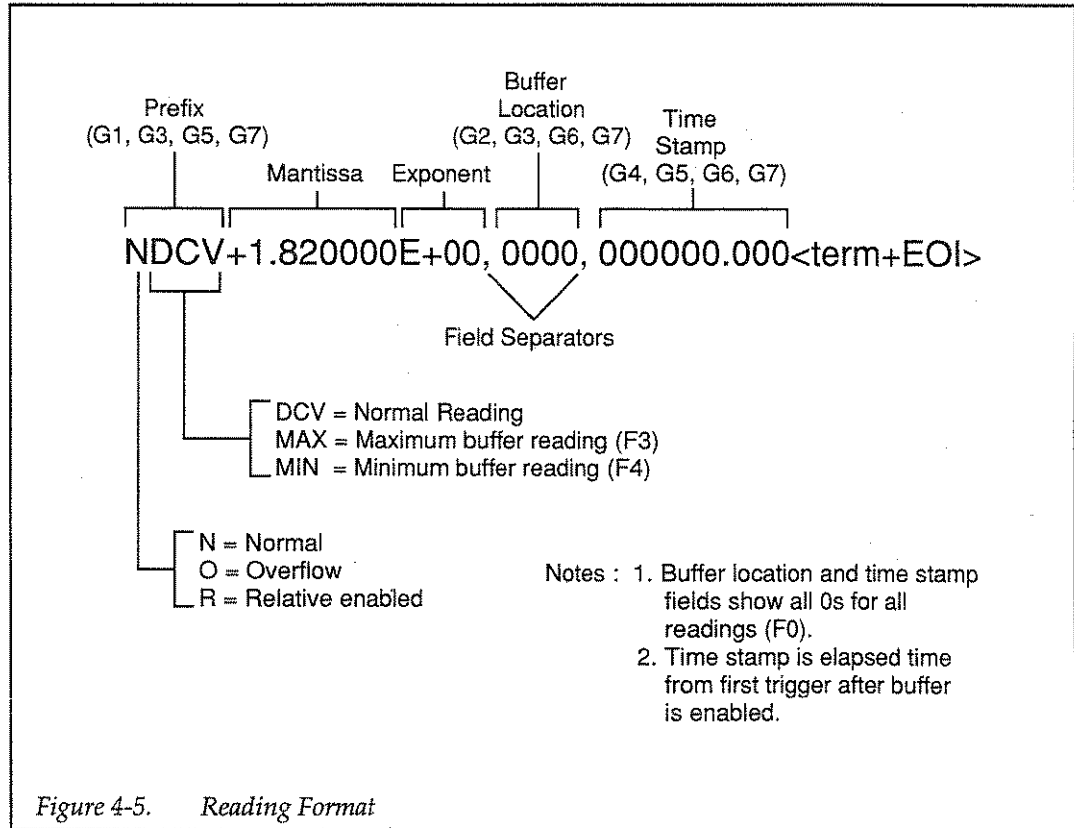 Prefix
(G1, G3, G5, G7)
Mantissa
Exponent
Buffer
Location
(G2, G3, G6, G7)
Time
Stamp
(G4, G5, G6, G7)
NDCV+1.820000E+00, 0000, 000000.000<term+EOI>
Field Separators
DCV = Normal Reading
MAX = Maximum buffer reading (F3)
MIN = Minimum buffer reading (F4)
N = Normal
O = Overflow
R = Relative enabled
Notes : 1. Buffer location and time stamp
fields show all 0s for all
readings (F0).
2. Time stamp is elapsed time
from first trigger after buffer
is enabled.
Figure 4-5. Reading Format